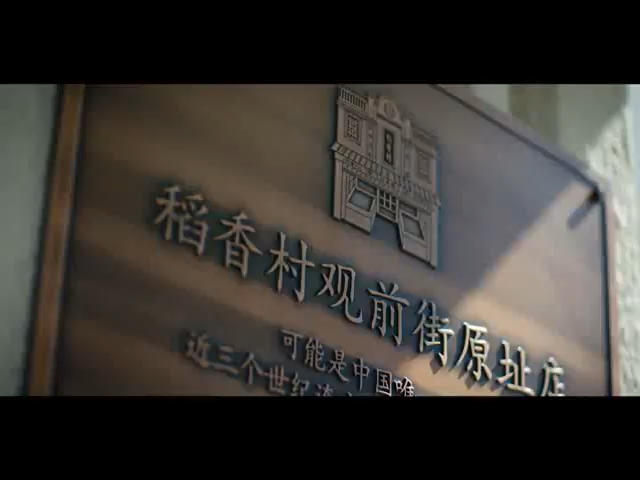 稻香村观前街原址店
可能是中国唯
近三个世纪